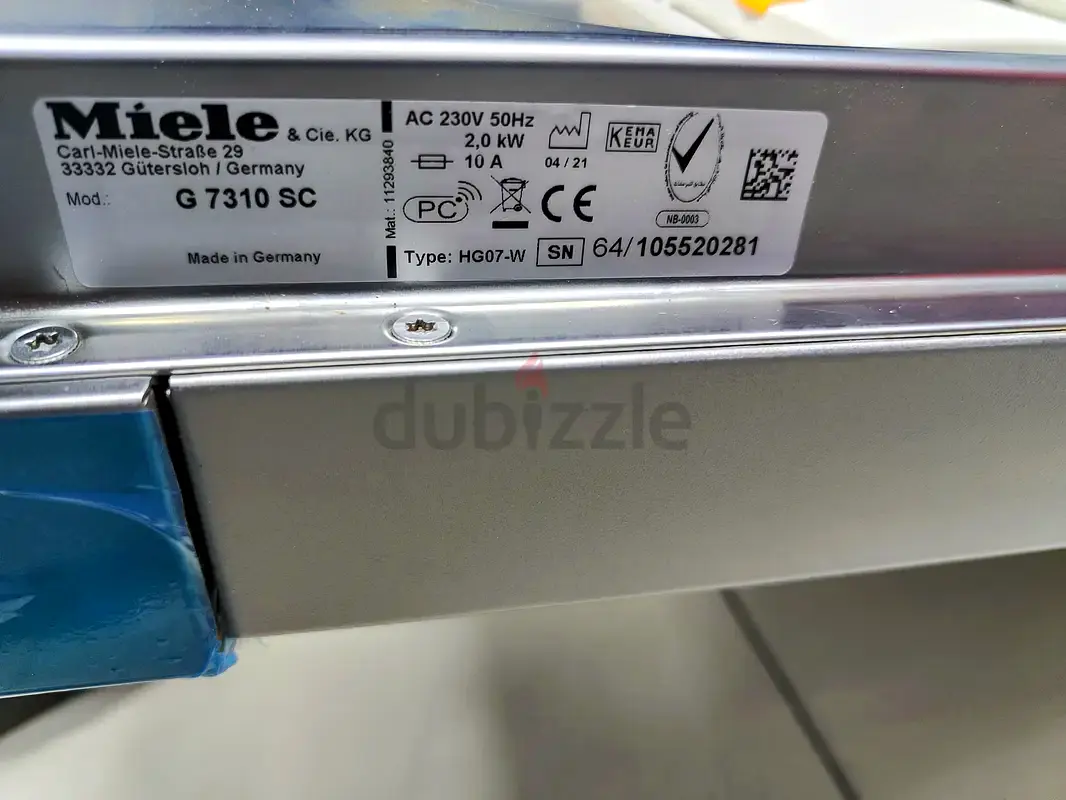 Miele & Cie. KG
Carl-Miele-Straße 29
33332 Gütersloh / Germany
Mod.: G 7310 SC
Made in Germany
Mat.: 11293840
AC 230V 50Hz
2,0 kW
10 A
04 / 21
KEMA
EUR
PC
CE
NB-0003
Type: HG07-W SN 64/105520281
dubizzle